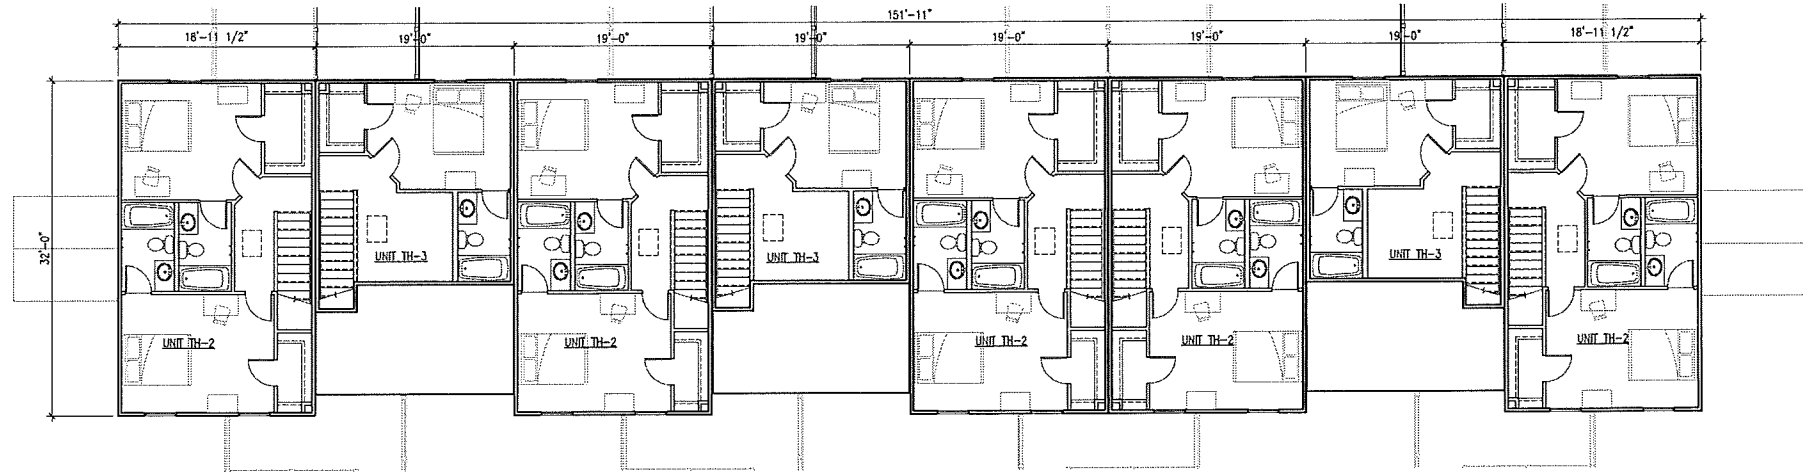 151'-11"
18'-11 1/2"
19'-0"
19'-0"
19'-0"
19'-0"
19'-0"
19'-0"
18'-11 1/2"
32'-0"
UNIT TH-3
UNIT TH-3
UNIT TH-3
UNIT TH-2
UNIT TH-2
UNIT TH-2
UNIT TH-2
UNIT TH-2